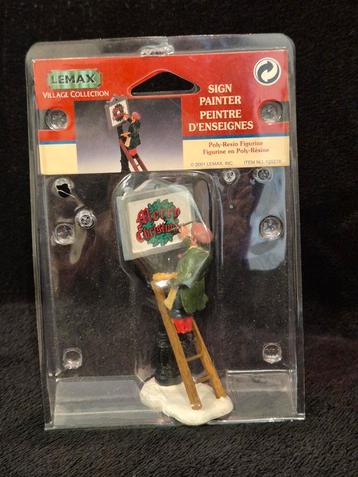 LEMAX
VILLAGE COLLECTION
SIGN
PAINTER
PEINTRE
D'ENSEIGNES
Poly-Resin Figurine
Figurine en Poly-Résine
© 2001 LEMAX, INC.
ITEM No.
Merry
Christmas